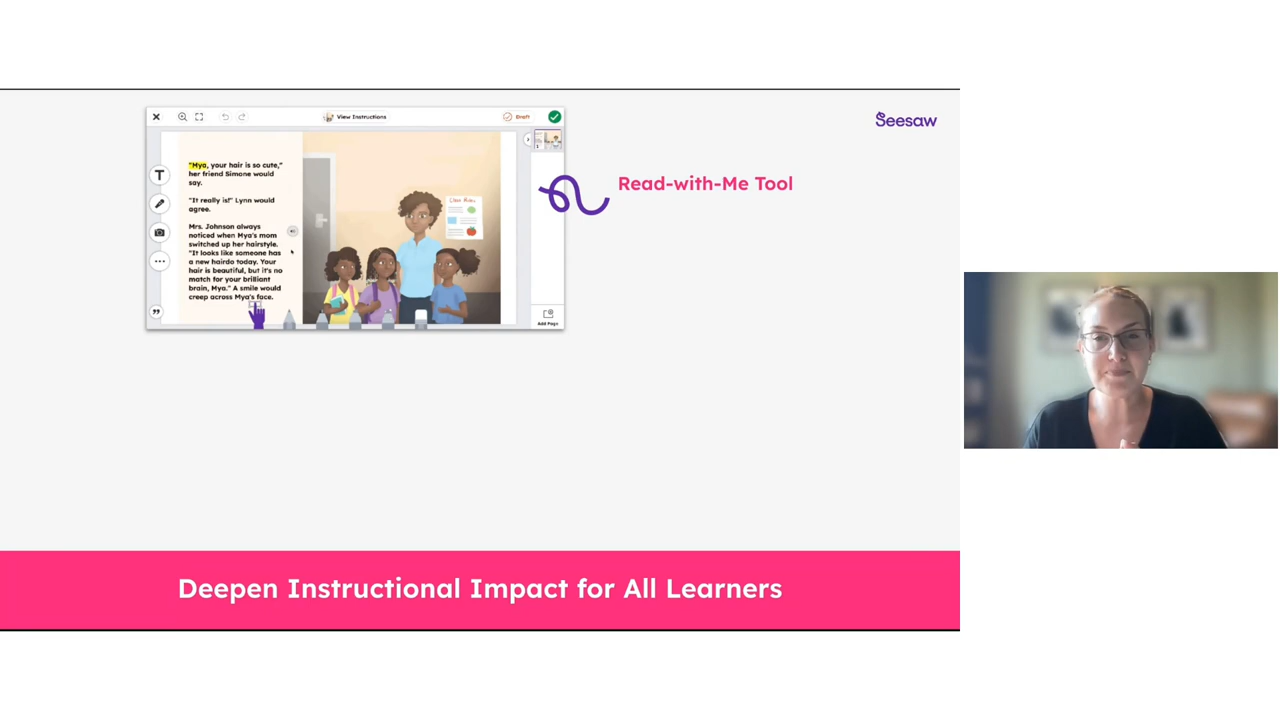 View Instructions
Draft
Seesaw
"Mya, your hair is so cute,"
her friend Simone would
say.
"It really is!" Lynn would
agree.
Mrs. Johnson always
noticed when Mya's mom
switched up her hairstyle.
"It looks like someone has
a new hairdo today. Your
hair is beautiful, but it's no
match for your brilliant
brain, Mya." A smile would
creep across Mya's face.
T
1
Add Page
Read-with-Me Tool
Deepen Instructional Impact for All Learners